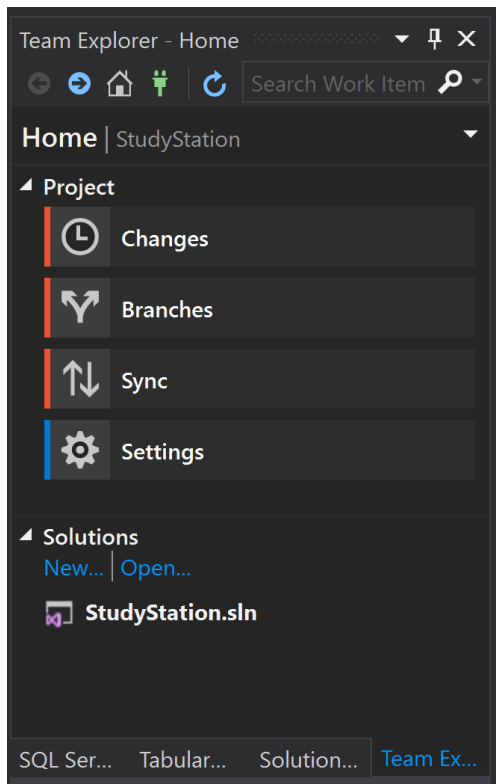 Team Explorer - Home
Search Work Item
Home | StudyStation
Project
Changes
Branches
Sync
Settings
Solutions
New... | Open...
StudyStation.sln
SQL Ser... Tabular... Solution... Team Ex...